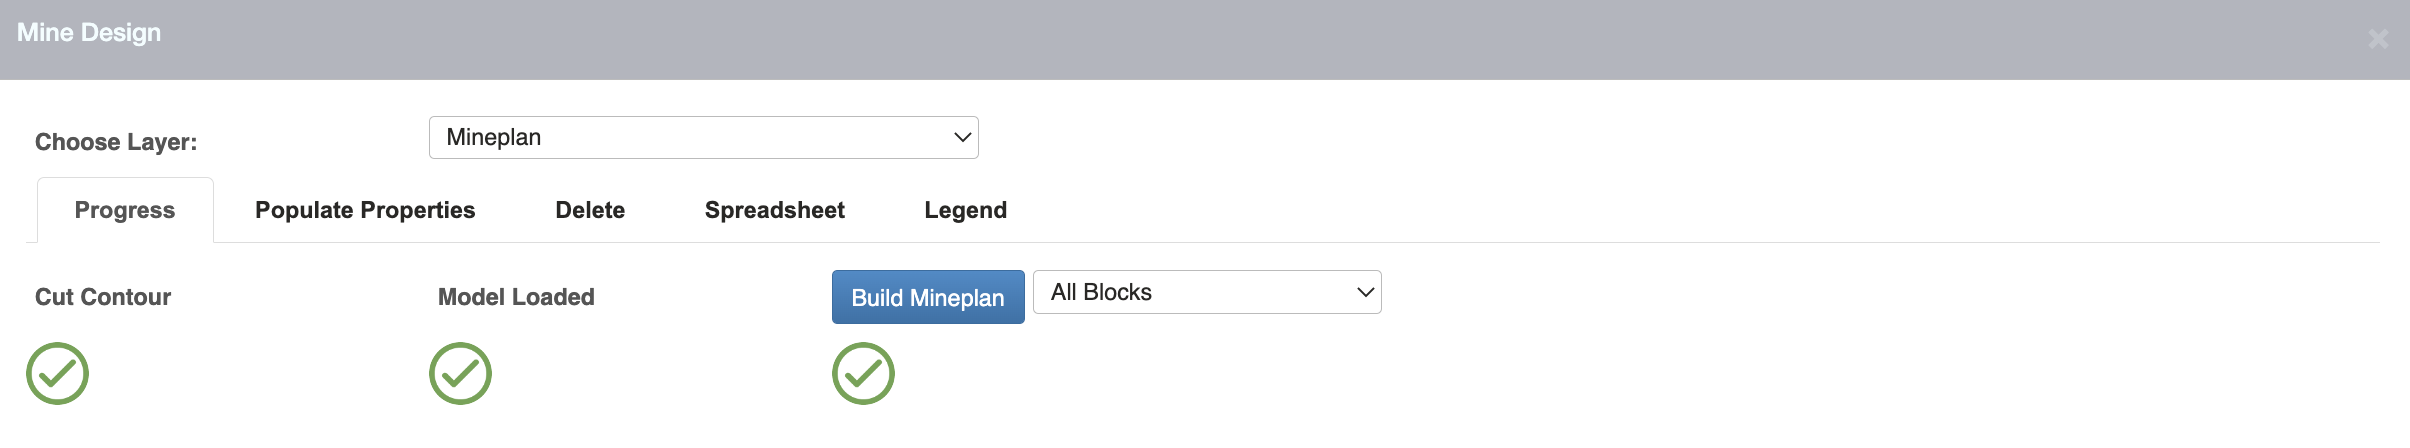 Mine Design
Choose Layer: Mineplan
Progress Populate Properties Delete Spreadsheet Legend
Cut Contour Model Loaded Build Mineplan All Blocks